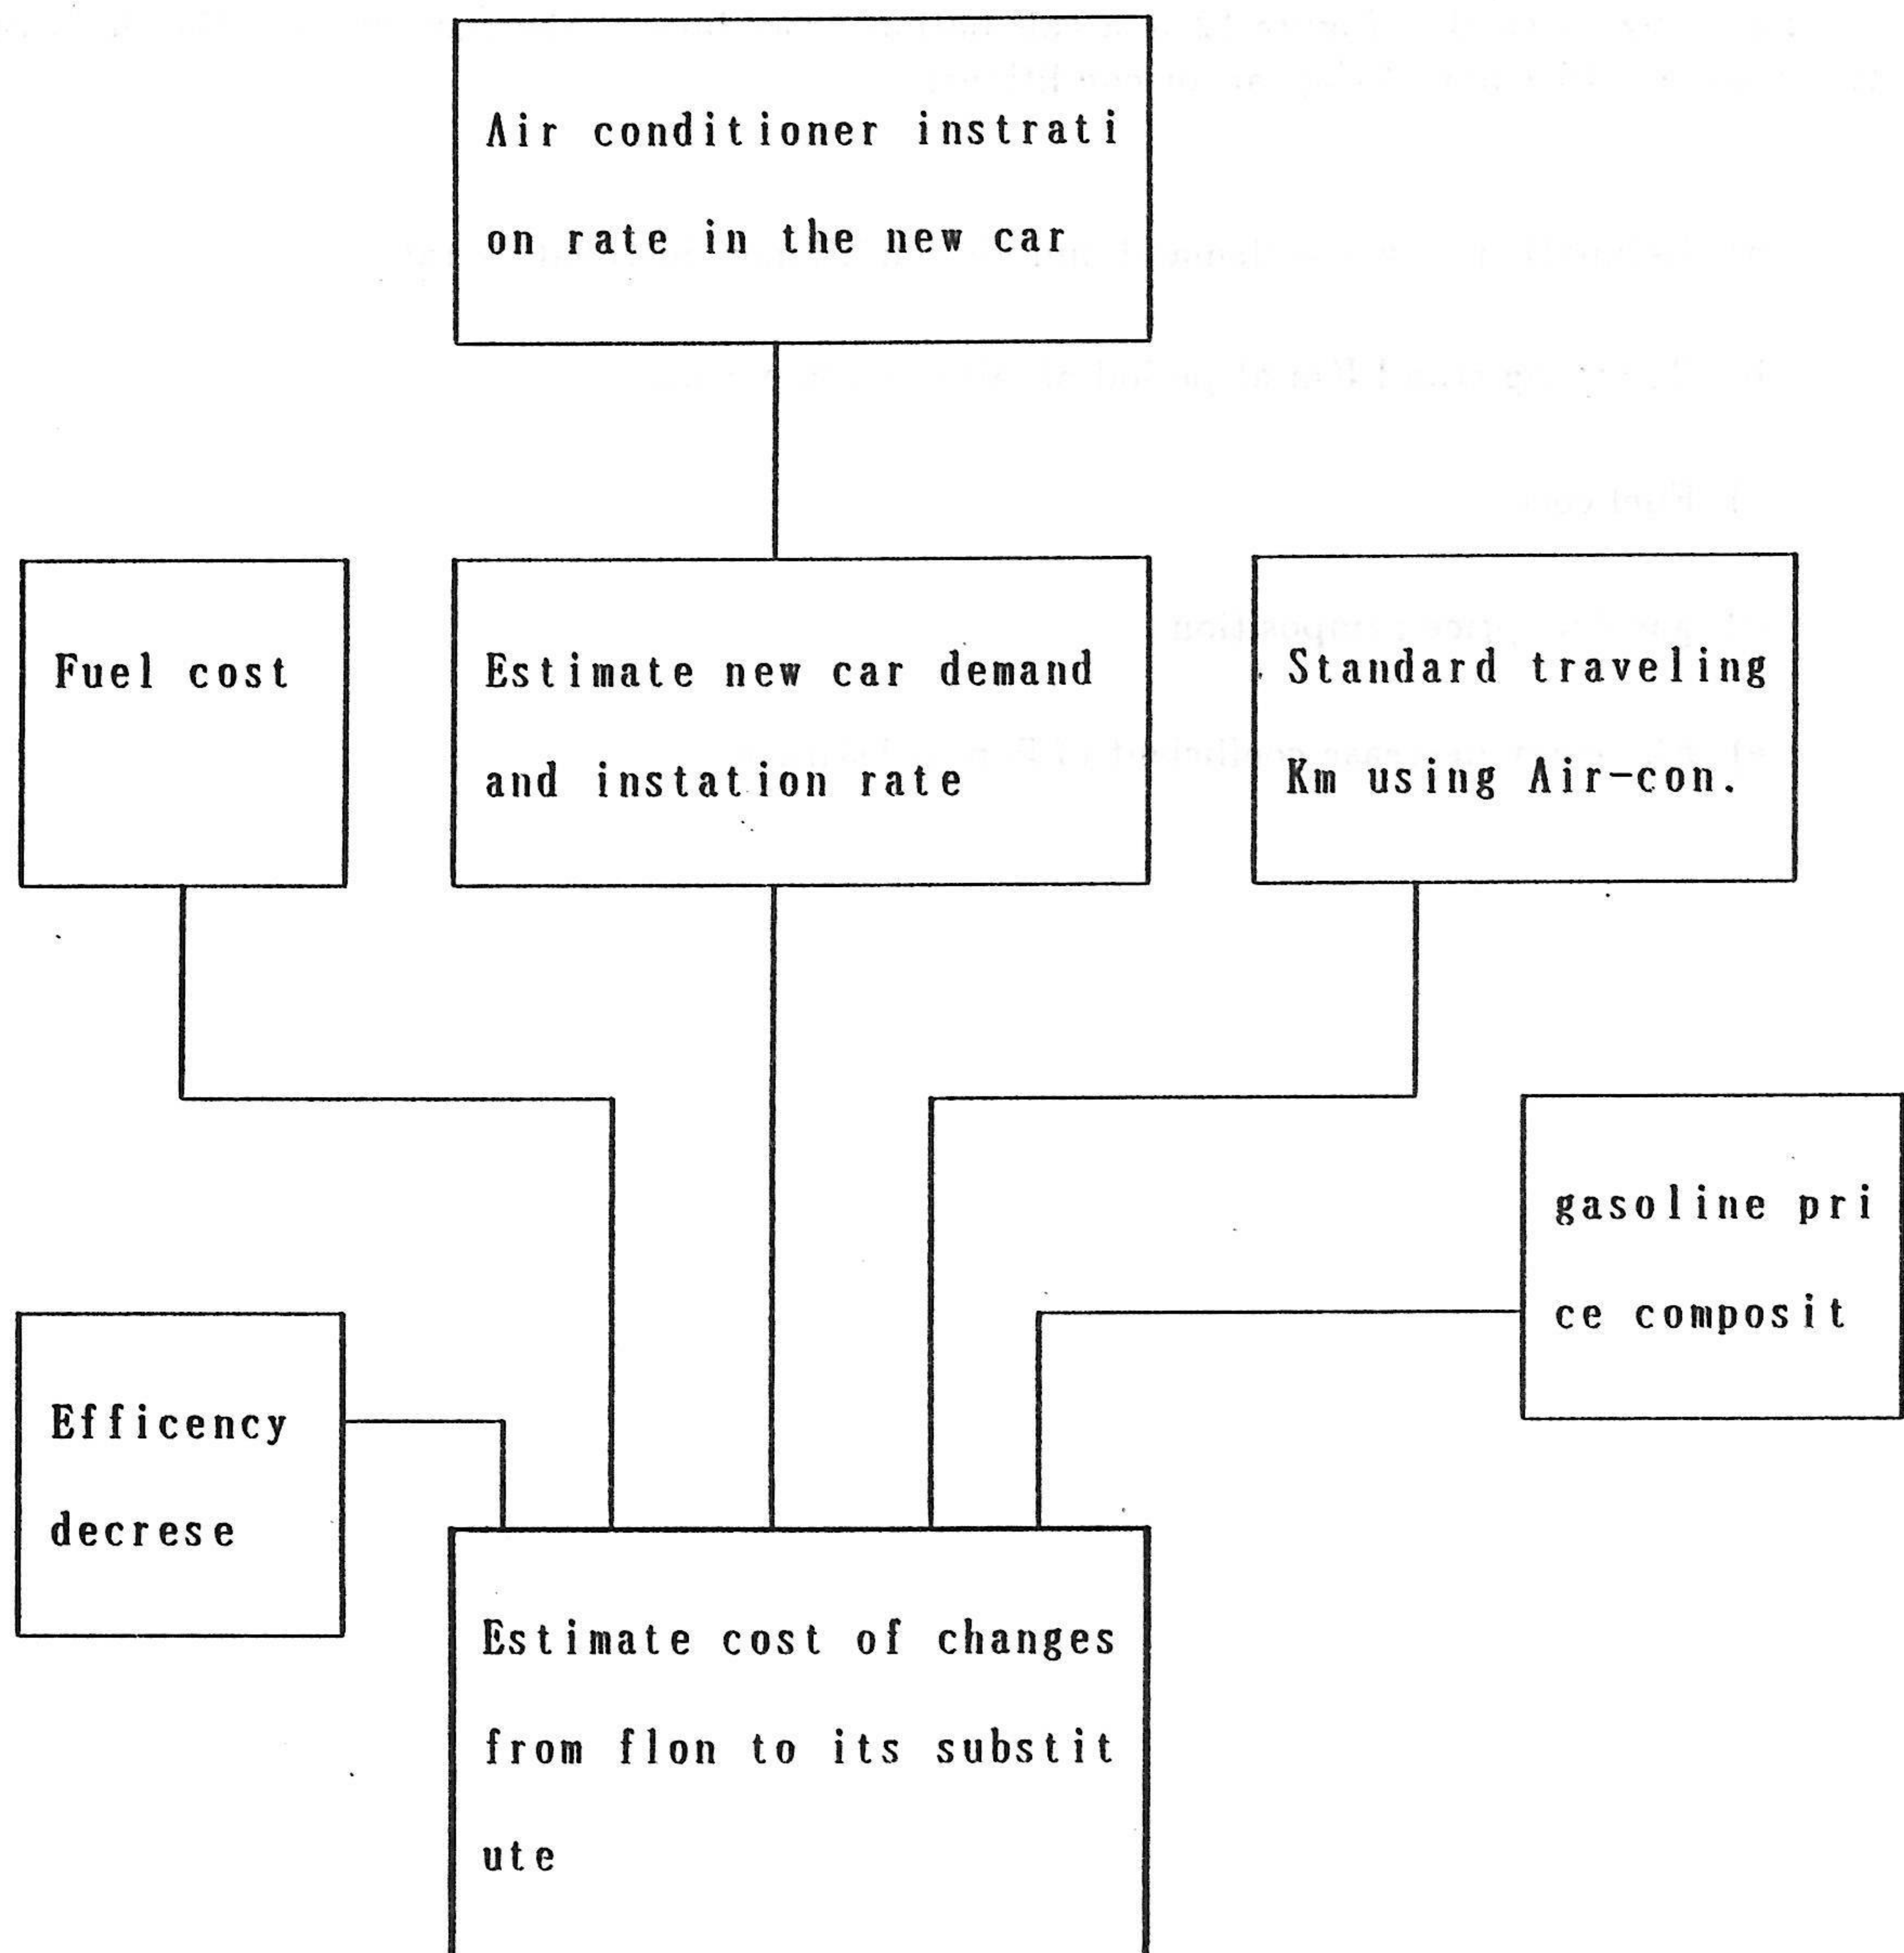 Air conditioner instrati
on rate in the new car
Fuel cost
Estimate new car demand
and instation rate
Standard traveling
Km using Air-con.
gasoline pri
ce composit
Efficency
decrese
Estimate cost of changes
from flon to its substit
ute